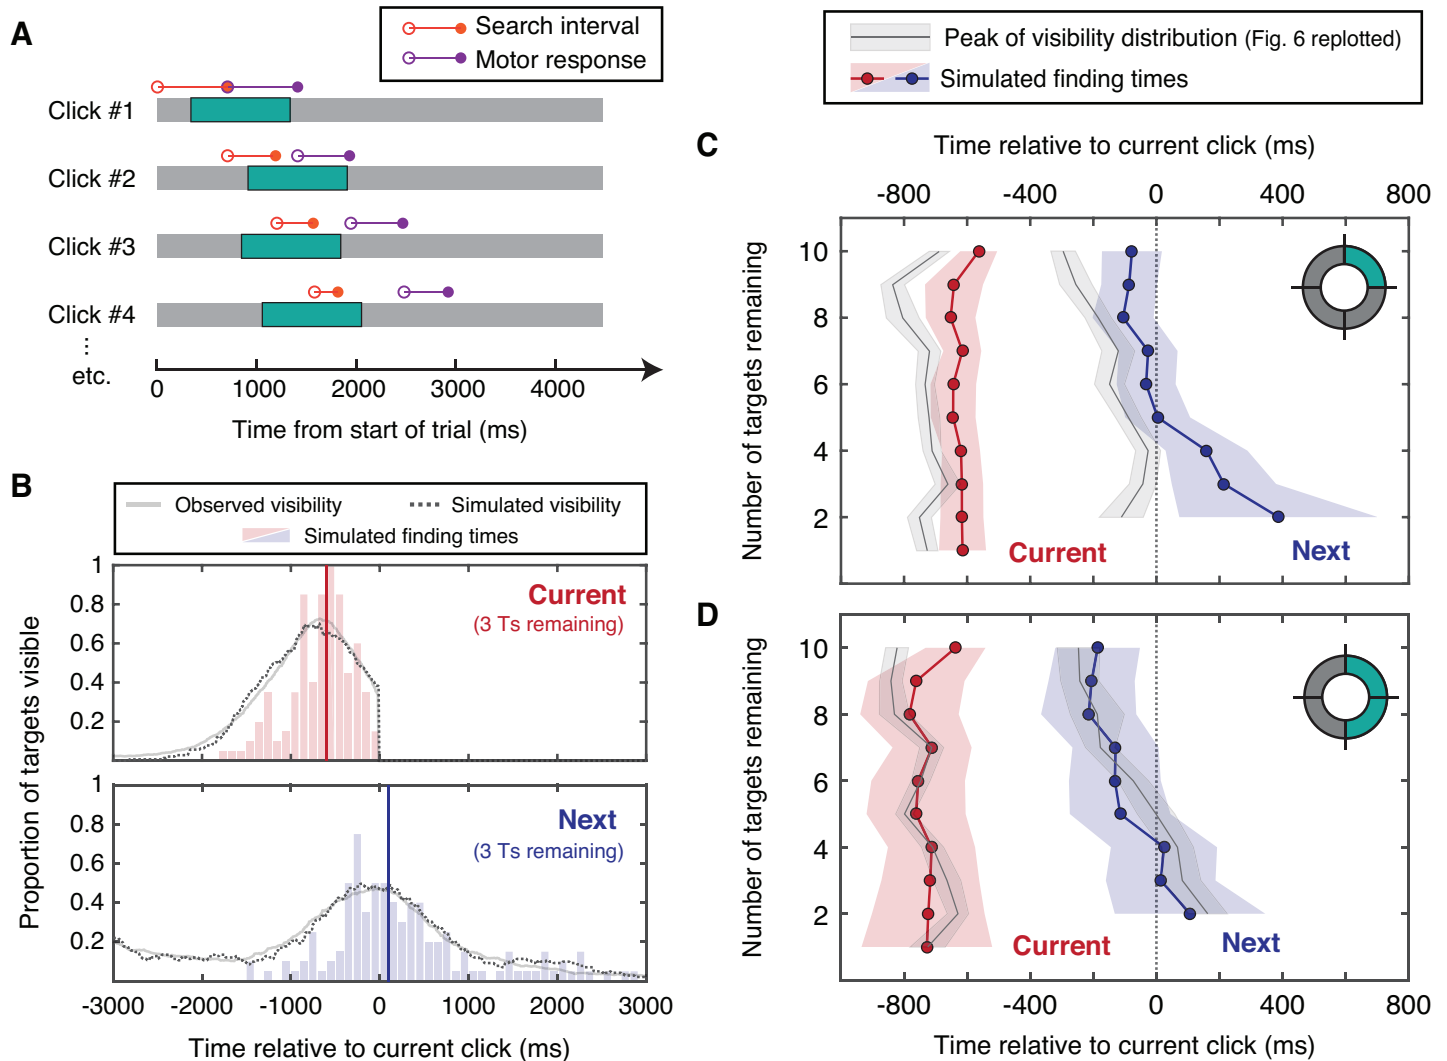 A
Search interval
Motor response
Click #1
Click #2
Click #3
Click #4
⋮
etc.
0 1000 2000 3000 4000
Time from start of trial (ms)
B
Observed visibility Simulated visibility
Simulated finding times
Proportion of targets visible
1
0.8
0.6
0.4
0.2
Current
(3 Ts remaining)
1
0.8
0.6
0.4
0.2
Next
(3 Ts remaining)
-3000 -2000 -1000 0 1000 2000 3000
Time relative to current click (ms)
Peak of visibility distribution (Fig. 6 replotted)
Simulated finding times
C
Time relative to current click (ms)
-800 -400 0 400 800
Number of targets remaining
10
8
6
4
2
Current Next
D
Number of targets remaining
10
8
6
4
2
Current Next
-800 -400 0 400 800
Time relative to current click (ms)